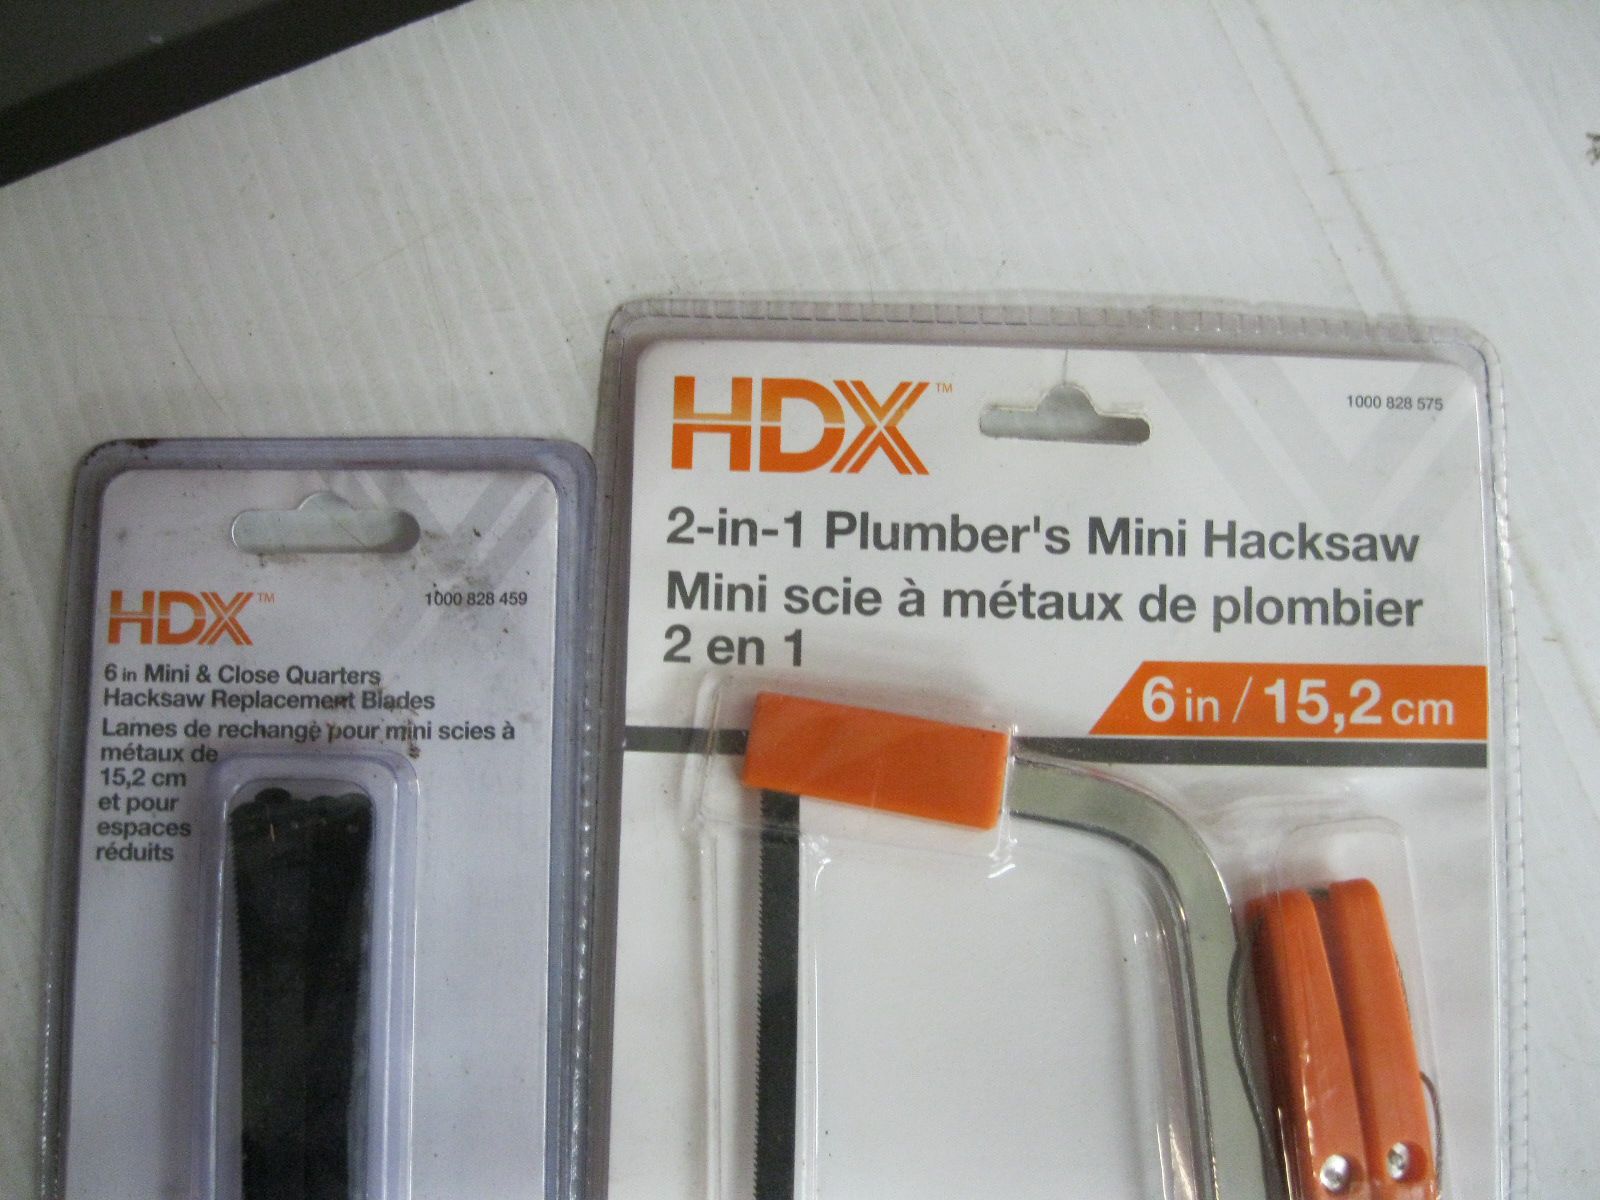 HDX™
1000 828 459
6 in Mini & Close Quarters
Hacksaw Replacement Blades
Lames de rechange pour mini scies à
métaux de
15,2 cm
et pour
espaces
réduits
HDX™
1000 828 575
2-in-1 Plumber's Mini Hacksaw
Mini scie à métaux de plombier
2 en 1
6 in / 15,2 cm